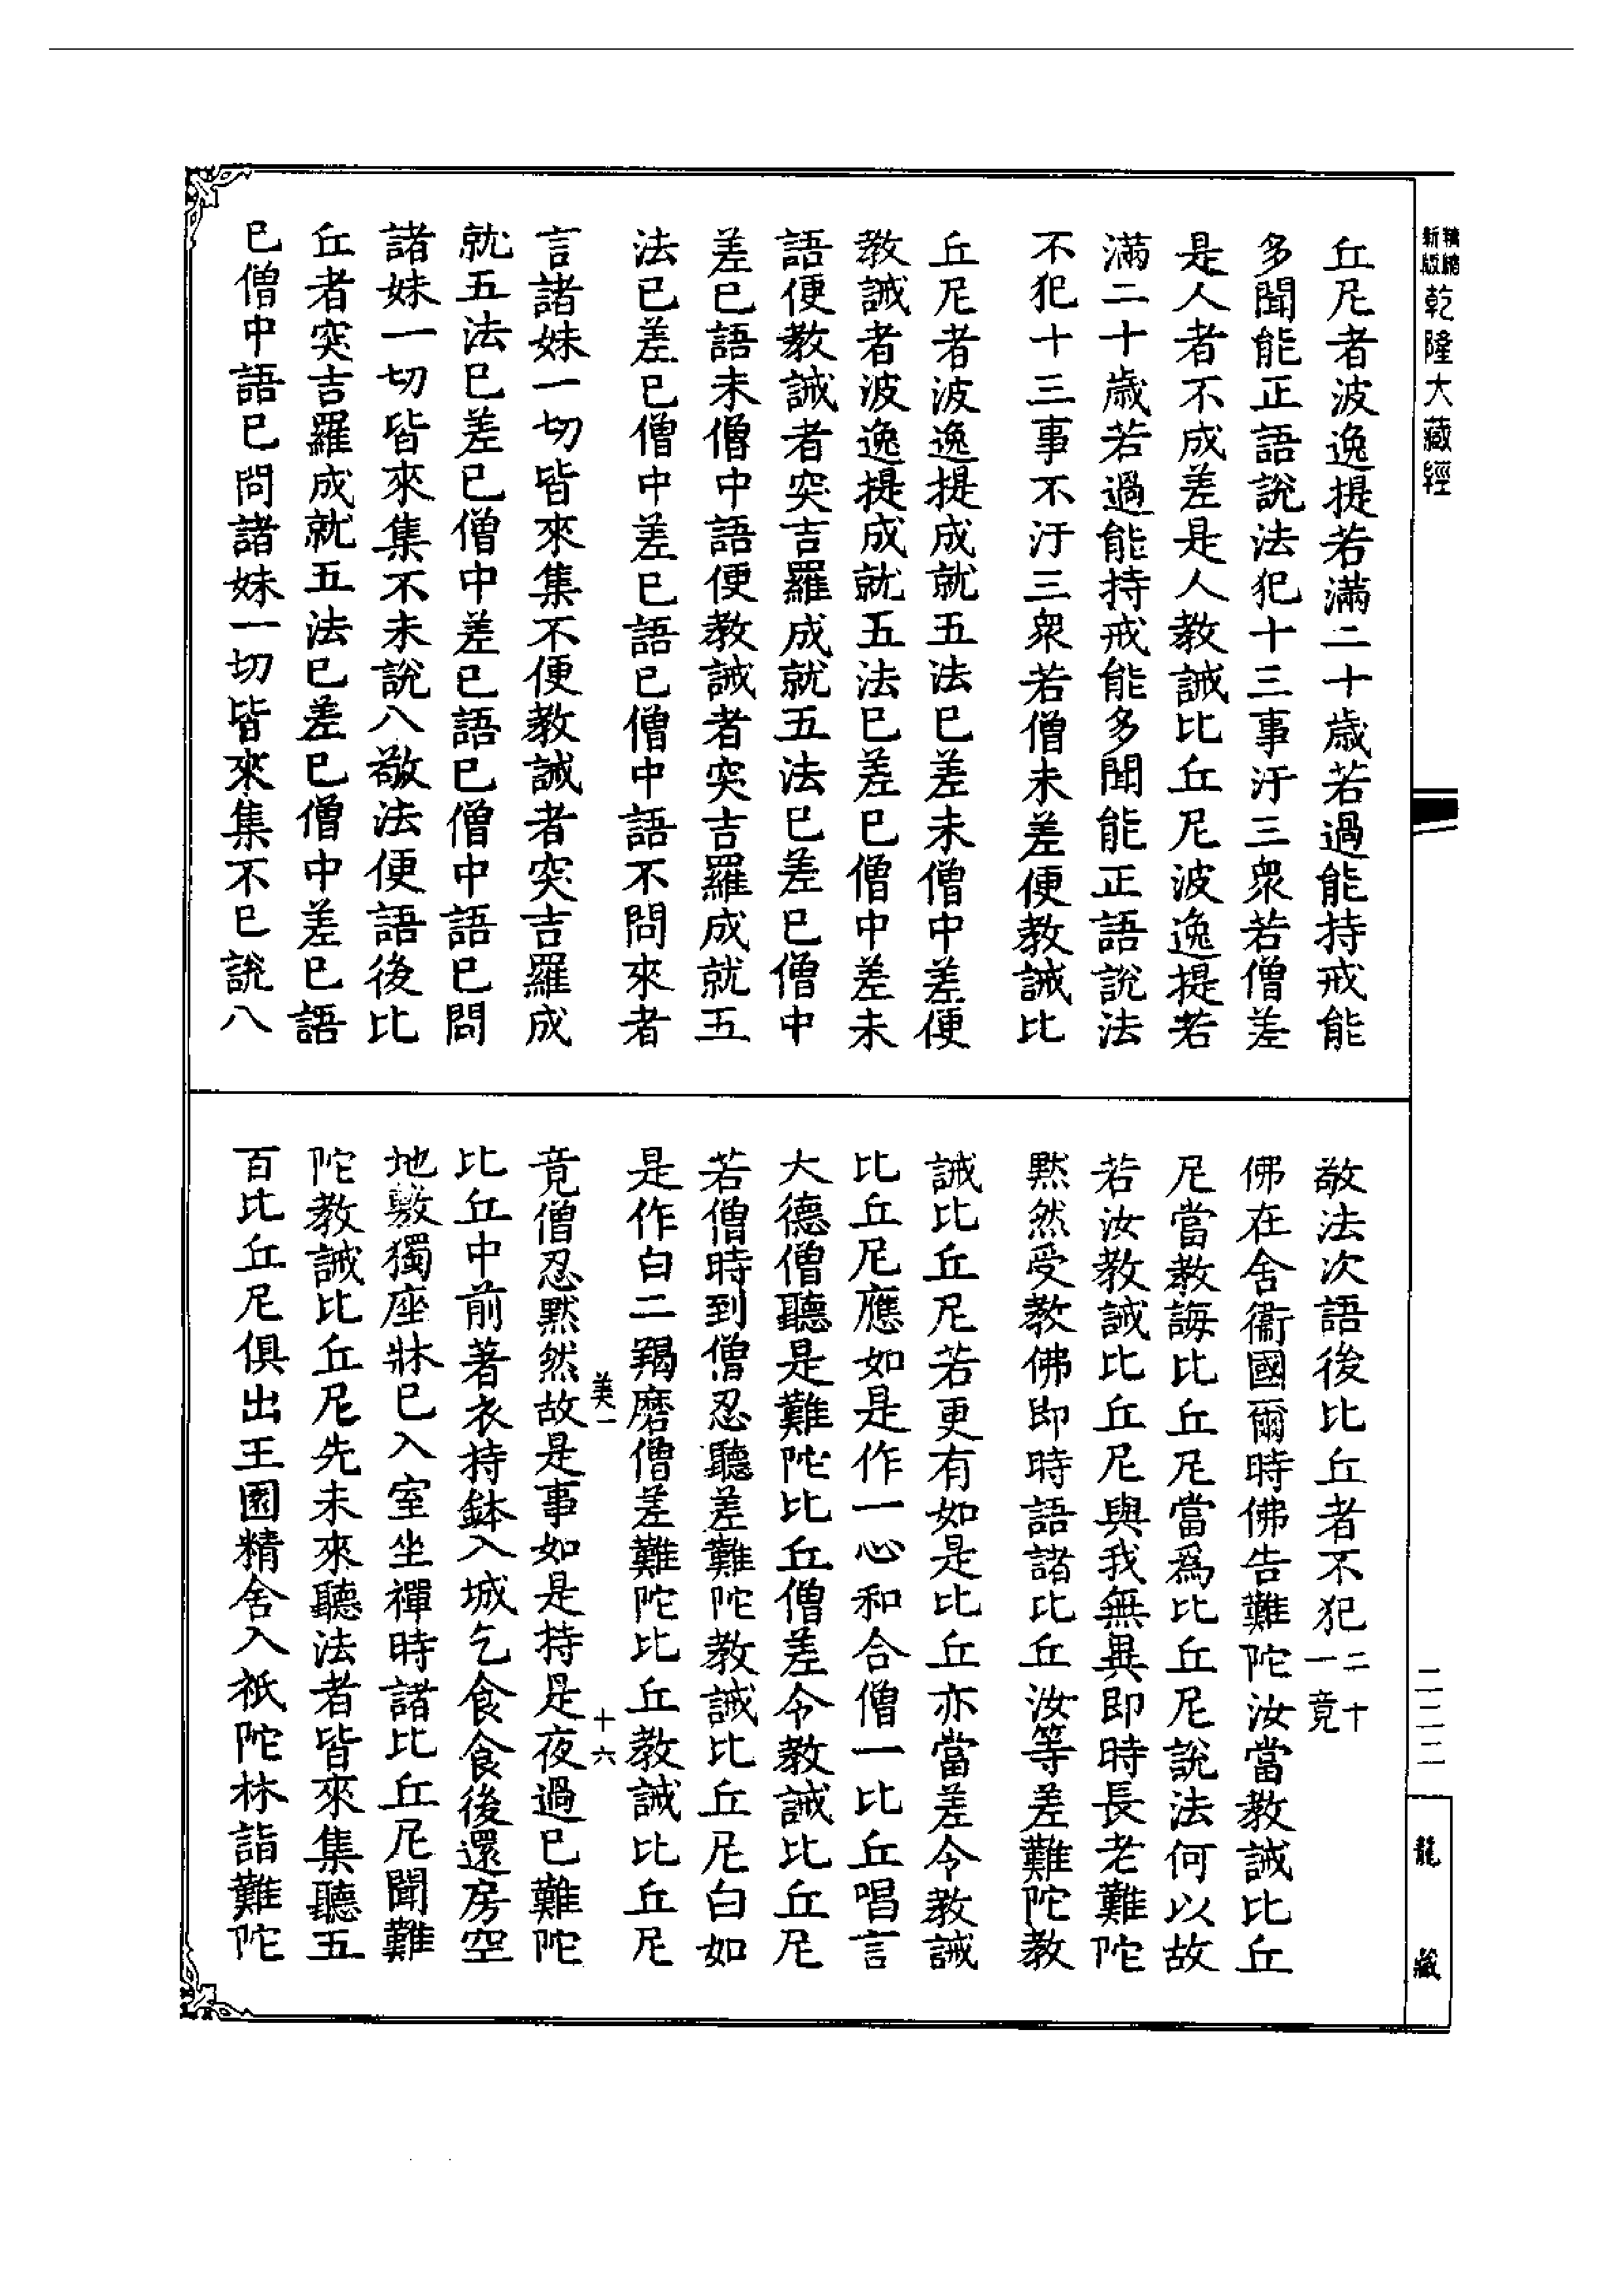 新版精縮乾隆大藏經
丘尼者波逸提若滿二十歲若過能持戒能
多聞能正語說法犯十三事汙三眾若僧差
是人者不成差是人教誡比丘尼波逸提若
滿二十歲若過能持戒能多聞能正語說法
不犯十三事不汙三眾若僧未差便教誡比
丘尼者波逸提成就五法已差未僧中差便
教誡者波逸提成就五法已差已僧中差未
語便教誡者突吉羅成就五法已差已僧中
差已語未僧中語便教誡者突吉羅成就五
法已差已僧中差已語已僧中語不問來者
言諸妹一切皆來集不便教誡者突吉羅成
就五法已差已僧中差已語已僧中語已問
諸妹一切皆來集不未說八敬法便語後比
丘者突吉羅成就五法已差已僧中差已語
已僧中語已問諸妹一切皆來集不已說八
敬法次語後比丘者不犯二十一竟
佛在舍衞國爾時佛告難陀汝當教誡比丘
尼當教誨比丘尼當為比丘尼說法何以故
若汝教誡比丘尼與我無異即時長老難陀
黙然受教佛即時語諸比丘汝等差難陀教
誡比丘尼若更有如是比丘亦當差令教誡
比丘尼應如是作一心和合僧一比丘唱言
大德僧聽是難陀比丘僧差令教誡比丘尼
若僧時到僧忍聽差難陀教誡比丘尼白如
是作白二羯磨僧差難陀比丘教誡比丘尼
美一 十六
竟僧忍黙然故是事如是持是夜過已難陀
比丘中前著衣持鉢入城乞食食後還房空
地敷獨座牀已入室坐禪時諸比丘尼聞難
陀教誡比丘尼先未來聽法者皆來集聽五
百比丘尼俱出王園精舍入祇陀林詣難陀
二二二
龍藏